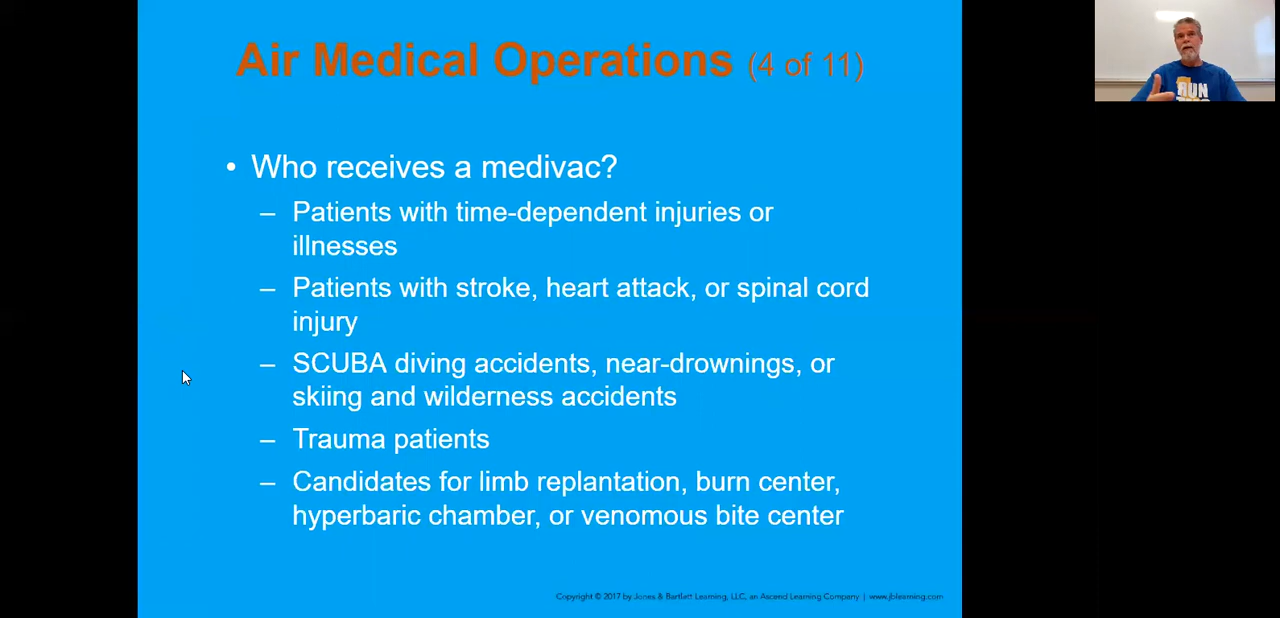 Air Medical Operations (4 of 11)
• Who receives a medivac?
– Patients with time-dependent injuries or
illnesses
– Patients with stroke, heart attack, or spinal cord
injury
– SCUBA diving accidents, near-drownings, or
skiing and wilderness accidents
– Trauma patients
– Candidates for limb replantation, burn center,
hyperbaric chamber, or venomous bite center
Copyright © 2017 by Jones & Bartlett Learning, LLC, an Ascend Learning Company | www.jblearning.com
RUN